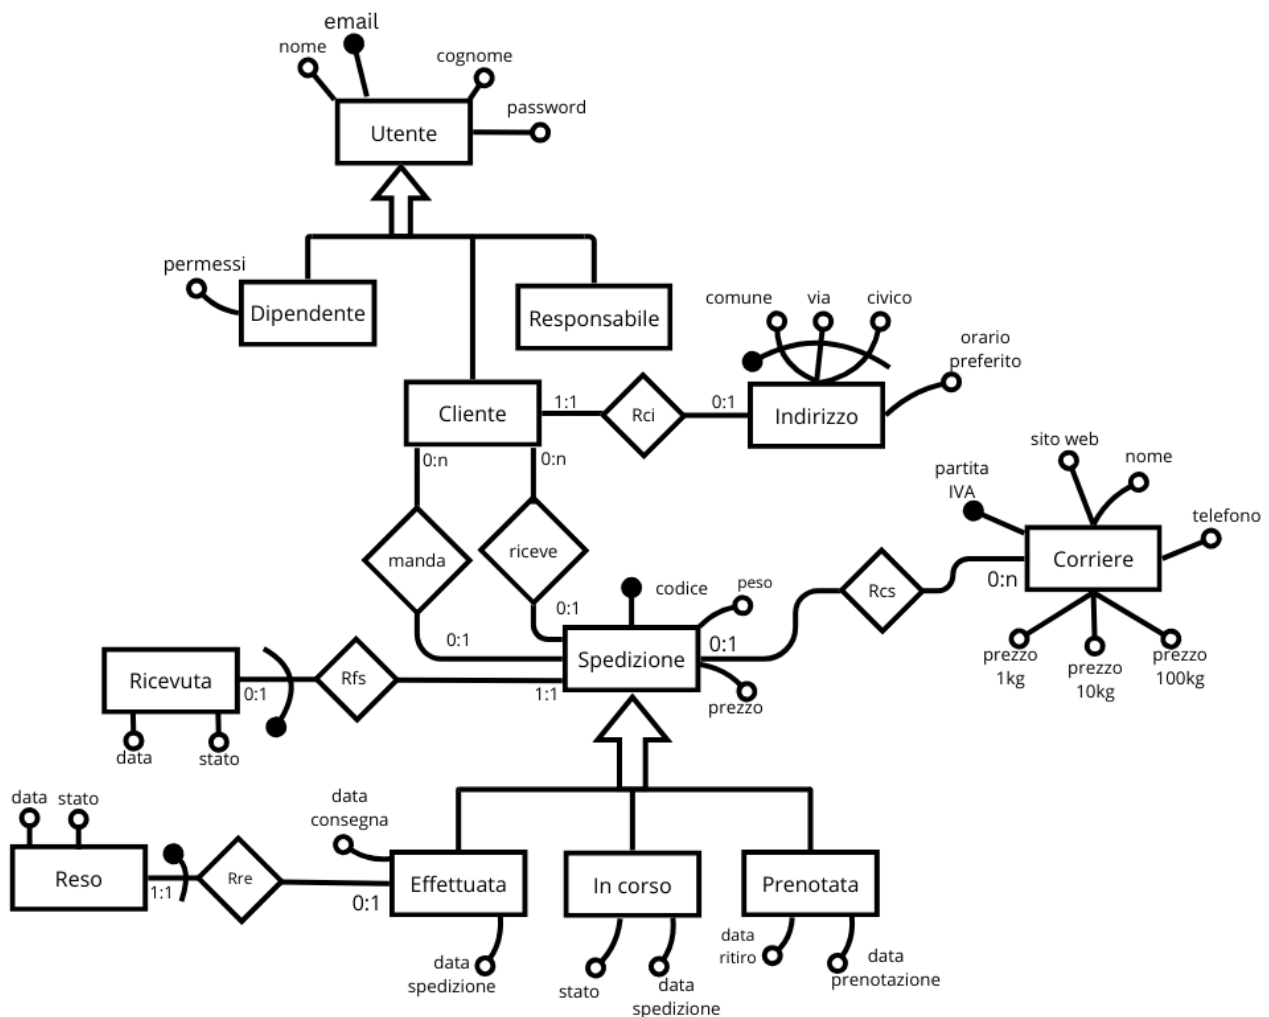 email
nome
cognome
password
Utente
permessi
Dipendente
Responsabile
comune
via
civico
orario
preferito
Cliente
1:1
Rci
0:1
Indirizzo
0:n
0:n
sito web
nome
partita
IVA
telefono
manda
riceve
Rcs
0:n
Corriere
0:1
codice
peso
0:1
Spedizione
0:1
prezzo
1kg
prezzo
10kg
prezzo
100kg
Ricevuta
0:1
Rfs
1:1
prezzo
data
stato
data
stato
data
consegna
Reso
1:1
Rre
0:1
Effettuata
In corso
Prenotata
data
spedizione
stato
data
spedizione
data
ritiro
data
prenotazione